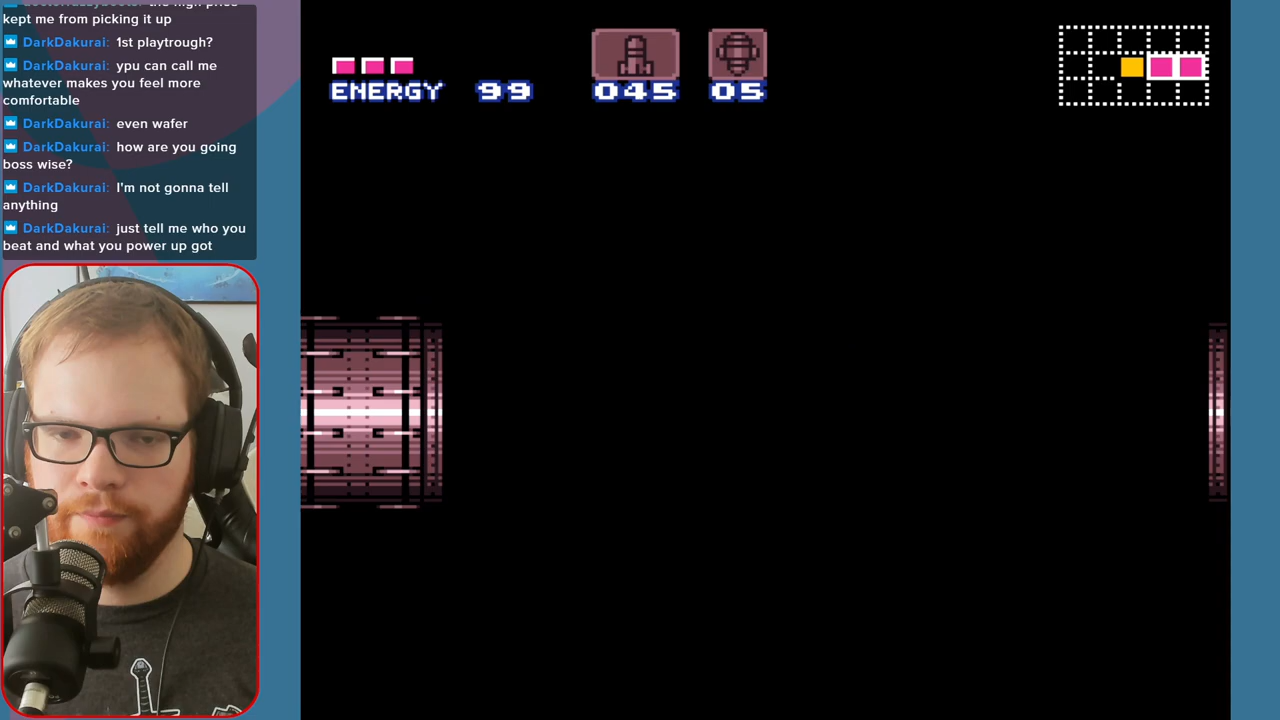 kept me from picking it up
DarkDakurai: 1st playtrough?
DarkDakurai: ypu can call me
whatever makes you feel more
comfortable
DarkDakurai: even wafer
DarkDakurai: how are you going
boss wise?
DarkDakurai: I'm not gonna tell
anything
DarkDakurai: just tell me who you
beat and what you power up got
ENERGY 99 045 05